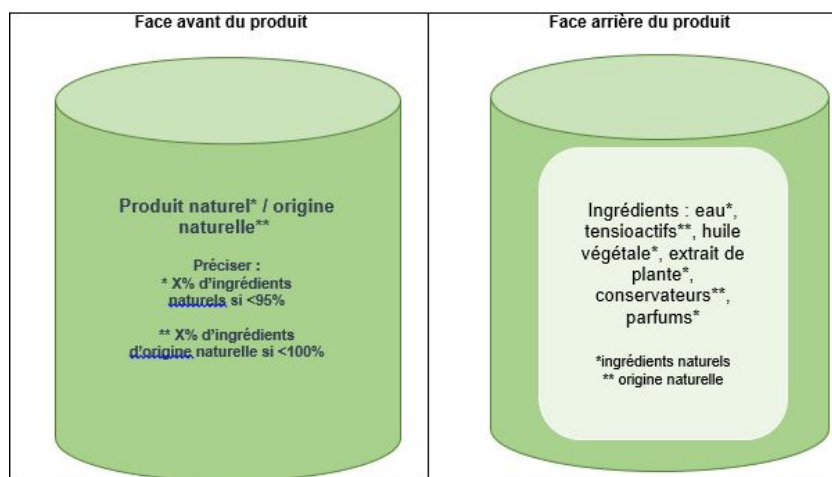 Face avant du produit
Produit naturel* / origine
naturelle**
Préciser :
* X% d'ingrédients
naturels si <95%
** X% d'ingrédients
d'origine naturelle si <100%
Face arrière du produit
Ingrédients : eau*,
tensioactifs**, huile
végétale*, extrait de
plante*,
conservateurs**,
parfums*
*ingrédients naturels
** origine naturelle